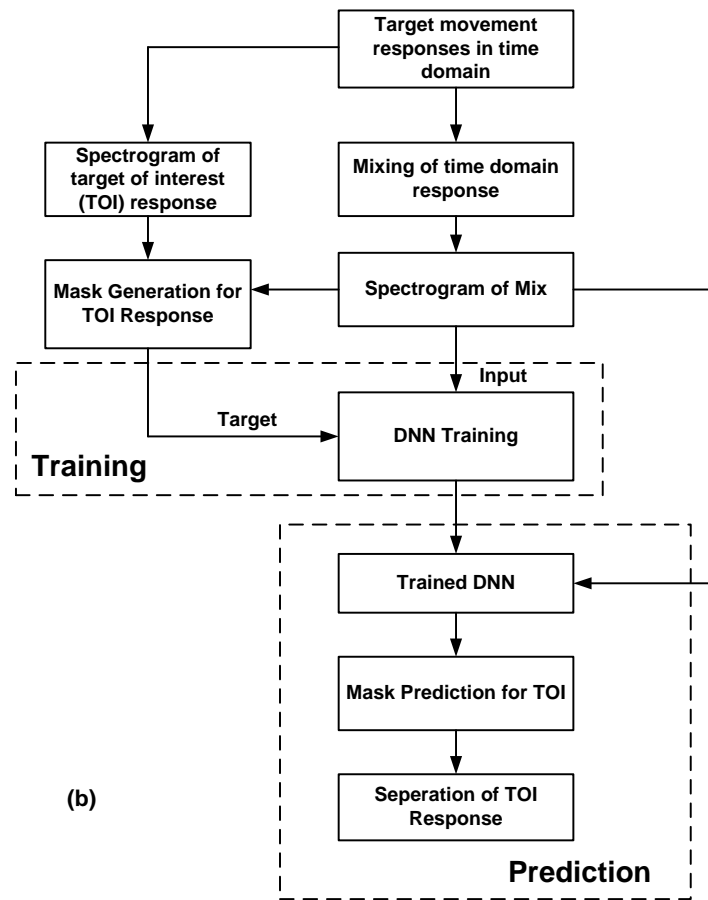 Target movement
responses in time
domain
Spectrogram of
target of interest
(TOI) response
Mixing of time domain
response
Mask Generation for
TOI Response
Spectrogram of Mix
Input
Target
DNN Training
Training
Trained DNN
Mask Prediction for TOI
(b)
Seperation of TOI
Response
Prediction